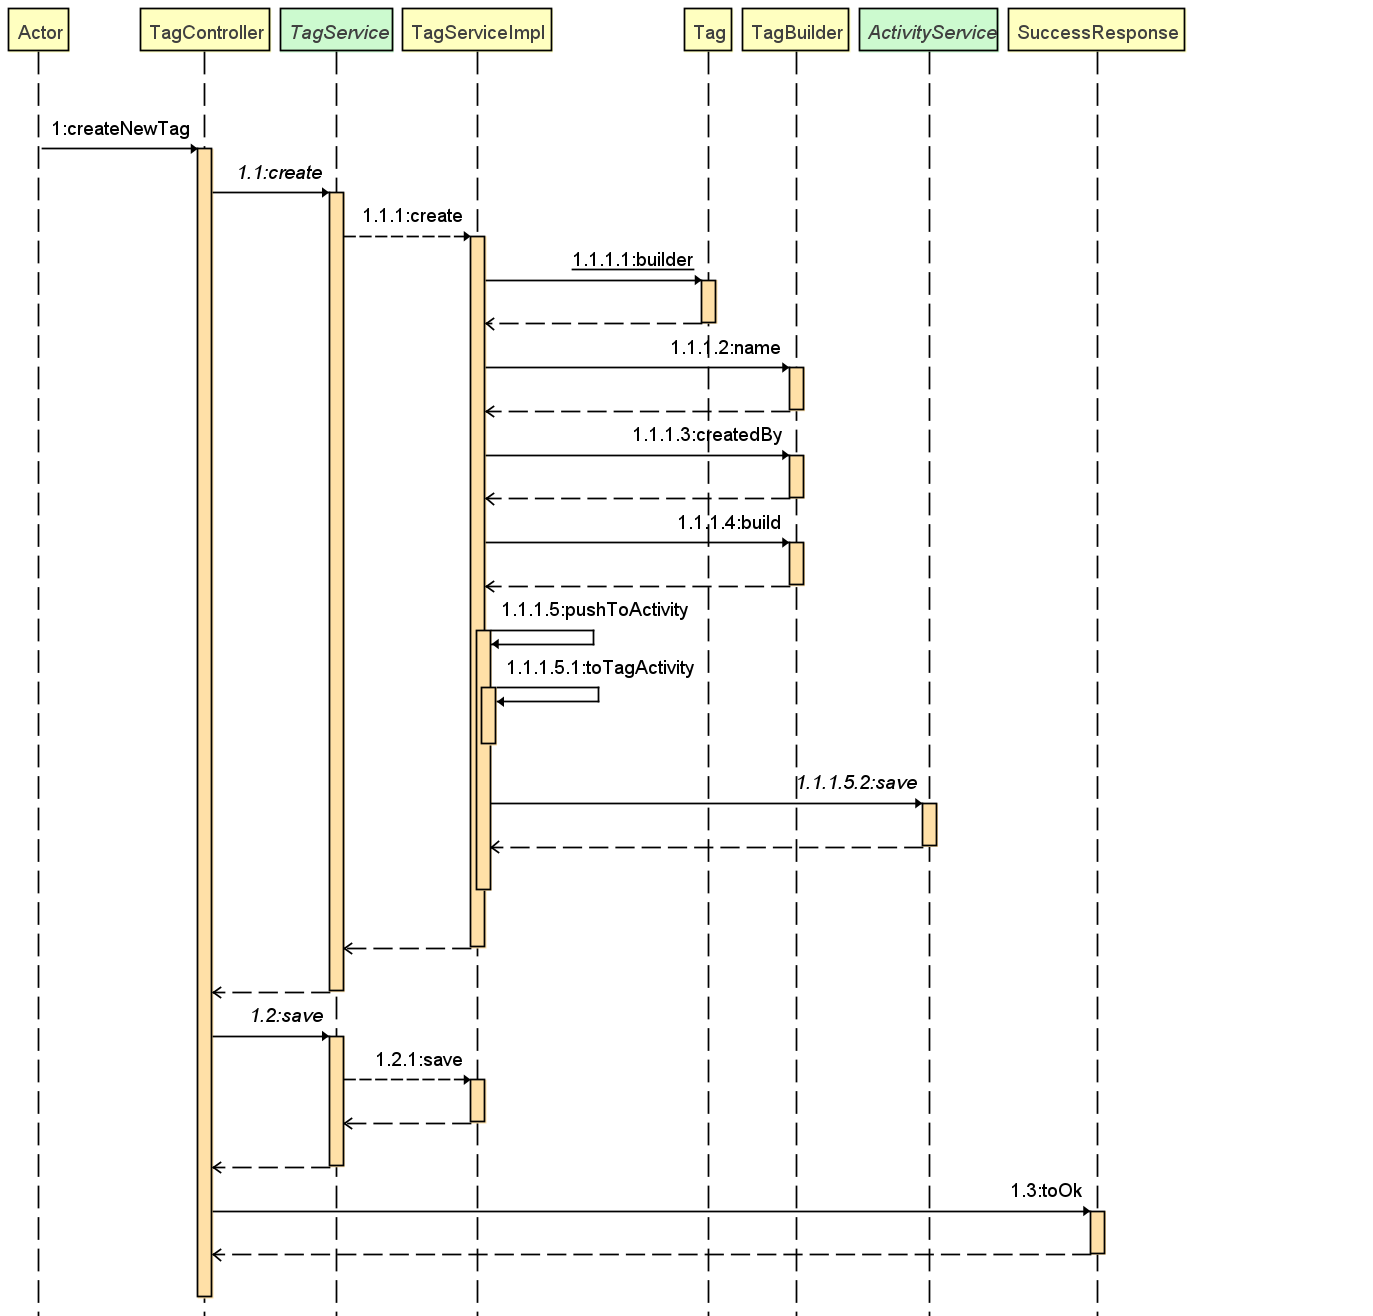 Actor
TagController
TagService
TagServiceImpl
Tag
TagBuilder
ActivityService
SuccessResponse
1:createNewTag
1.1:create
1.1.1:create
1.1.1.1:builder
1.1.1.2:name
1.1.1.3:createdBy
1.1.1.4:build
1.1.1.5:pushToActivity
1.1.1.5.1:toTagActivity
1.1.1.5.2:save
1.2:save
1.2.1:save
1.3:toOk